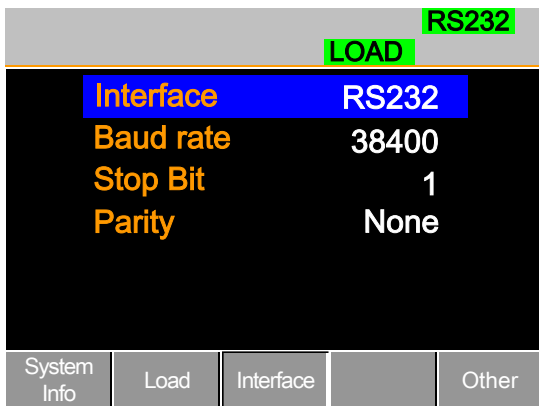 RS232
LOAD
Interface RS232
Baud rate 38400
Stop Bit 1
Parity None
System Info
Load
Interface
Other